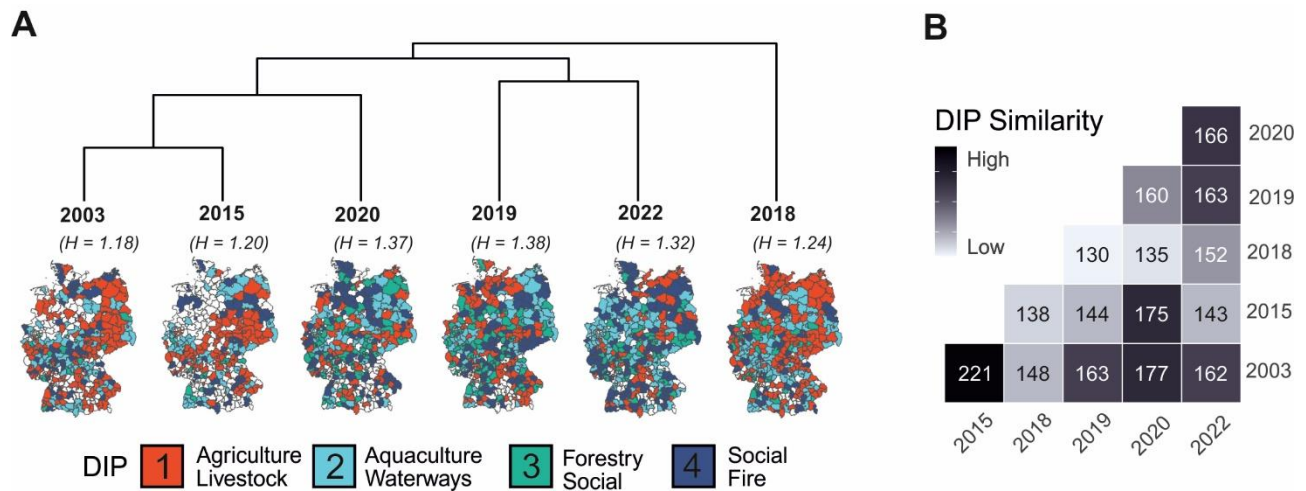 A
2003 2015 2020 2019 2022 2018
(H = 1.18) (H = 1.20) (H = 1.37) (H = 1.38) (H = 1.32) (H = 1.24)
DIP 1 Agriculture Livestock 2 Aquaculture Waterways 3 Forestry Social 4 Social Fire
B
DIP Similarity
High
Low
166 2020
160 163 2019
130 135 152 2018
138 144 175 143 2015
221 148 163 177 162 2003
2015 2018 2019 2020 2022